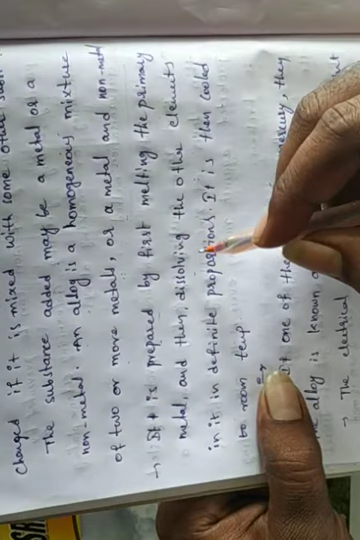 changed if it is mixed with some other
The substance added may be a metal or a
non-metal. An alloy is a homogeneous mixture
of two or more metals, or a metal and non-metal
→ It is prepared by first melting the primary
metal, and then, dissolving the other elements
in it in definite proportions. It is then cooled
to room temp
If one of the they
alloy is known
→ The electrical